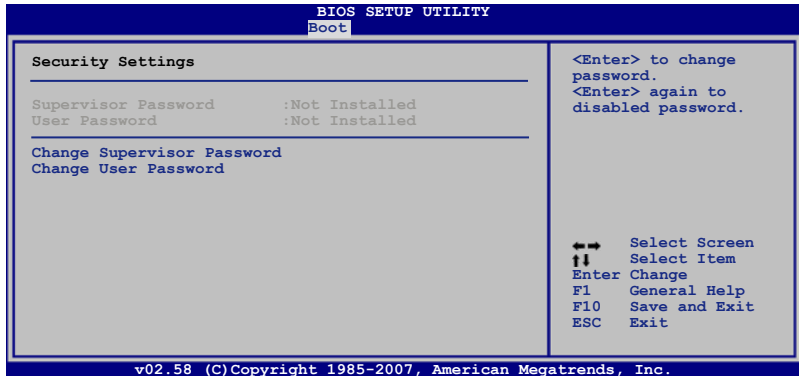 BIOS SETUP UTILITY
Boot
Security Settings
Supervisor Password :Not Installed
User Password :Not Installed
Change Supervisor Password
Change User Password
<Enter> to change
password.
<Enter> again to
disabled password.
←→ Select Screen
↑↓ Select Item
Enter Change
F1 General Help
F10 Save and Exit
ESC Exit
v02.58 (C)Copyright 1985-2007, American Megatrends, Inc.